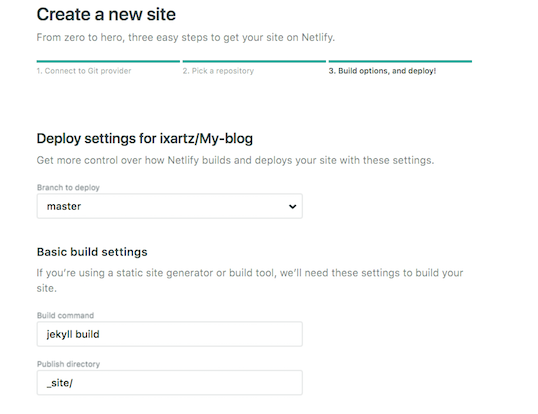 Create a new site
From zero to hero, three easy steps to get your site on Netlify.
1. Connect to Git provider
2. Pick a repository
3. Build options, and deploy!
Deploy settings for ixartz/My-blog
Get more control over how Netlify builds and deploys your site with these settings.
Branch to deploy
master
Basic build settings
If you’re using a static site generator or build tool, we’ll need these settings to build your
site.
Build command
jekyll build
Publish directory
_site/